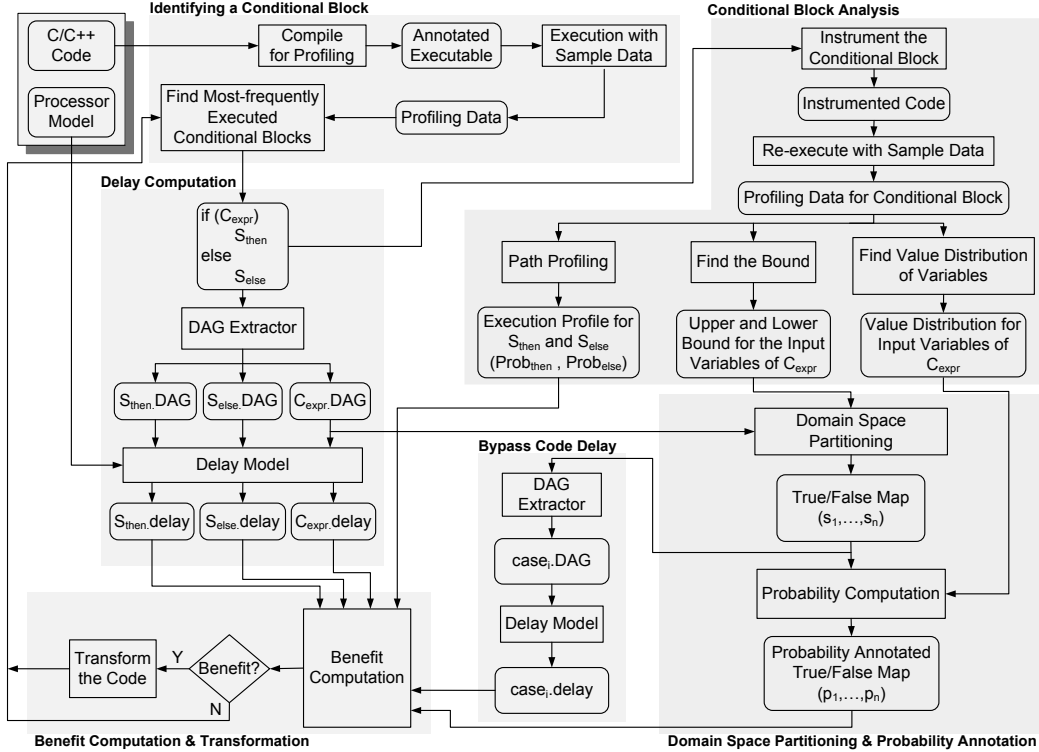 Identifying a Conditional Block
C/C++
Code
Processor
Model
Compile
for Profiling
Annotated
Executable
Execution with
Sample Data
Find Most-frequently
Executed
Conditional Blocks
Profiling Data
Conditional Block Analysis
Instrument the
Conditional Block
Instrumented Code
Re-execute with Sample Data
Profiling Data for Conditional Block
Path Profiling
Find the Bound
Find Value Distribution
of Variables
Execution Profile for
Sthen and Selse
(Probthen , Probelse)
Upper and Lower
Bound for the Input
Variables of Cexpr
Value Distribution for
Input Variables of
Cexpr
Delay Computation
if (Cexpr)
Sthen
else
Selse
DAG Extractor
Sthen.DAG
Selse.DAG
Cexpr.DAG
Delay Model
Sthen.delay
Selse.delay
Cexpr.delay
Bypass Code Delay
DAG
Extractor
casei.DAG
Delay Model
casei.delay
Domain Space
Partitioning
True/False Map
(s1,…,sn)
Probability Computation
Probability Annotated
True/False Map
(p1,…,pn)
Domain Space Partitioning & Probability Annotation
Transform
the Code
Y
Benefit?
N
Benefit
Computation
Benefit Computation & Transformation